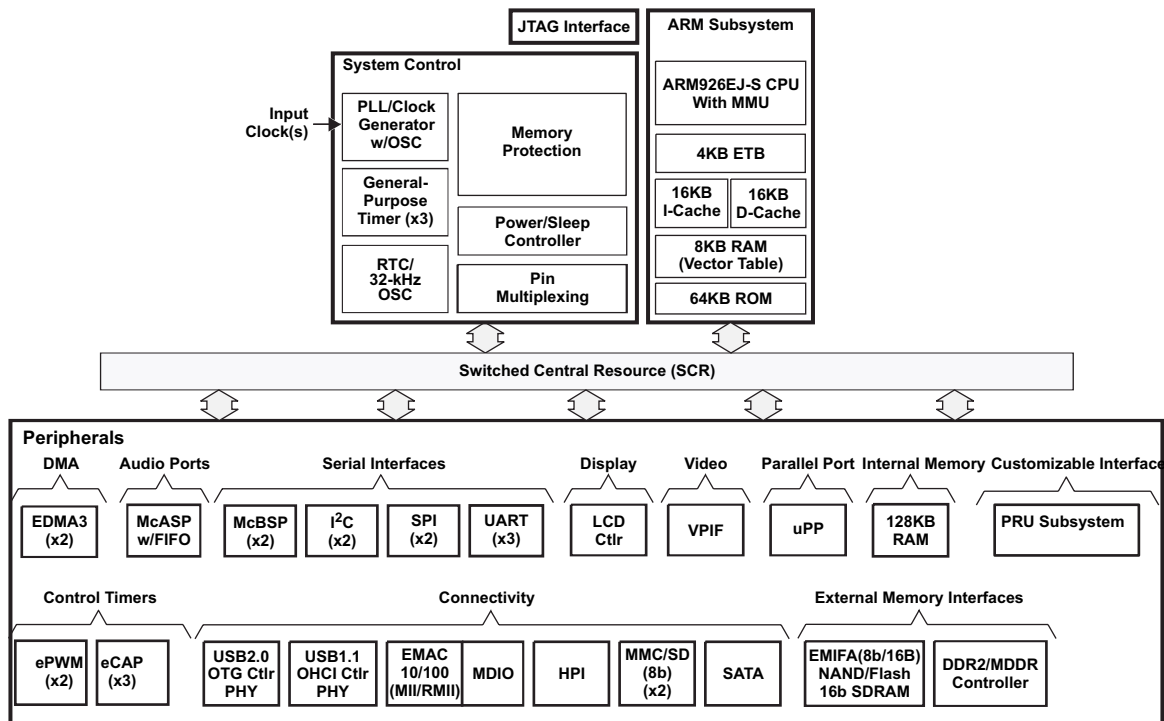 JTAG Interface
ARM Subsystem
System Control
ARM926EJ-S CPU
With MMU
4KB ETB
16KB
I-Cache
16KB
D-Cache
8KB RAM
(Vector Table)
64KB ROM
Input
Clock(s)
PLL/Clock
Generator
w/OSC
General-
Purpose
Timer (x3)
RTC/
32-kHz
OSC
Memory
Protection
Power/Sleep
Controller
Pin
Multiplexing
Switched Central Resource (SCR)
Peripherals
DMA
Audio Ports
Serial Interfaces
Display
Video
Parallel Port
Internal Memory
Customizable Interface
EDMA3
(x2)
McASP
w/FIFO
McBSP
(x2)
I²C
(x2)
SPI
(x2)
UART
(x3)
LCD
Ctlr
VPIF
uPP
128KB
RAM
PRU Subsystem
Control Timers
Connectivity
External Memory Interfaces
ePWM
(x2)
eCAP
(x3)
USB2.0
OTG Ctlr
PHY
USB1.1
OHCI Ctlr
PHY
EMAC
10/100
(MII/RMII)
MDIO
HPI
MMC/SD
(8b)
(x2)
SATA
EMIFA(8b/16B)
NAND/Flash
16b SDRAM
DDR2/MDDR
Controller